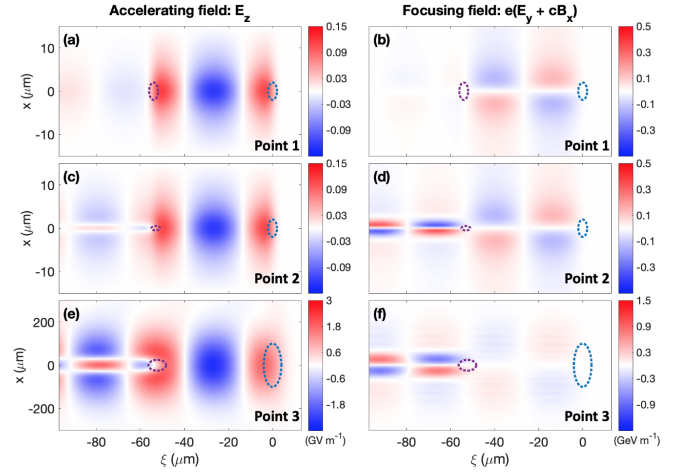 Accelerating field: E_z
Focusing field: e(E_y + cB_x)
(a)
Point 1
x (μm)
10
0
-10
0.15
0.09
0.03
-0.03
-0.09
(b)
Point 1
0.5
0.3
0.1
-0.1
-0.3
(c)
Point 2
x (μm)
10
0
-10
0.15
0.09
0.03
-0.03
-0.09
(d)
Point 2
0.5
0.3
0.1
-0.1
-0.3
(e)
Point 3
x (μm)
200
0
-200
-80 -60 -40 -20 0
ξ (μm)
3
1.8
0.6
-0.6
-1.8
(GV m⁻¹)
(f)
Point 3
-80 -60 -40 -20 0
ξ (μm)
1.5
0.9
0.3
-0.3
-0.9
(GeV m⁻¹)